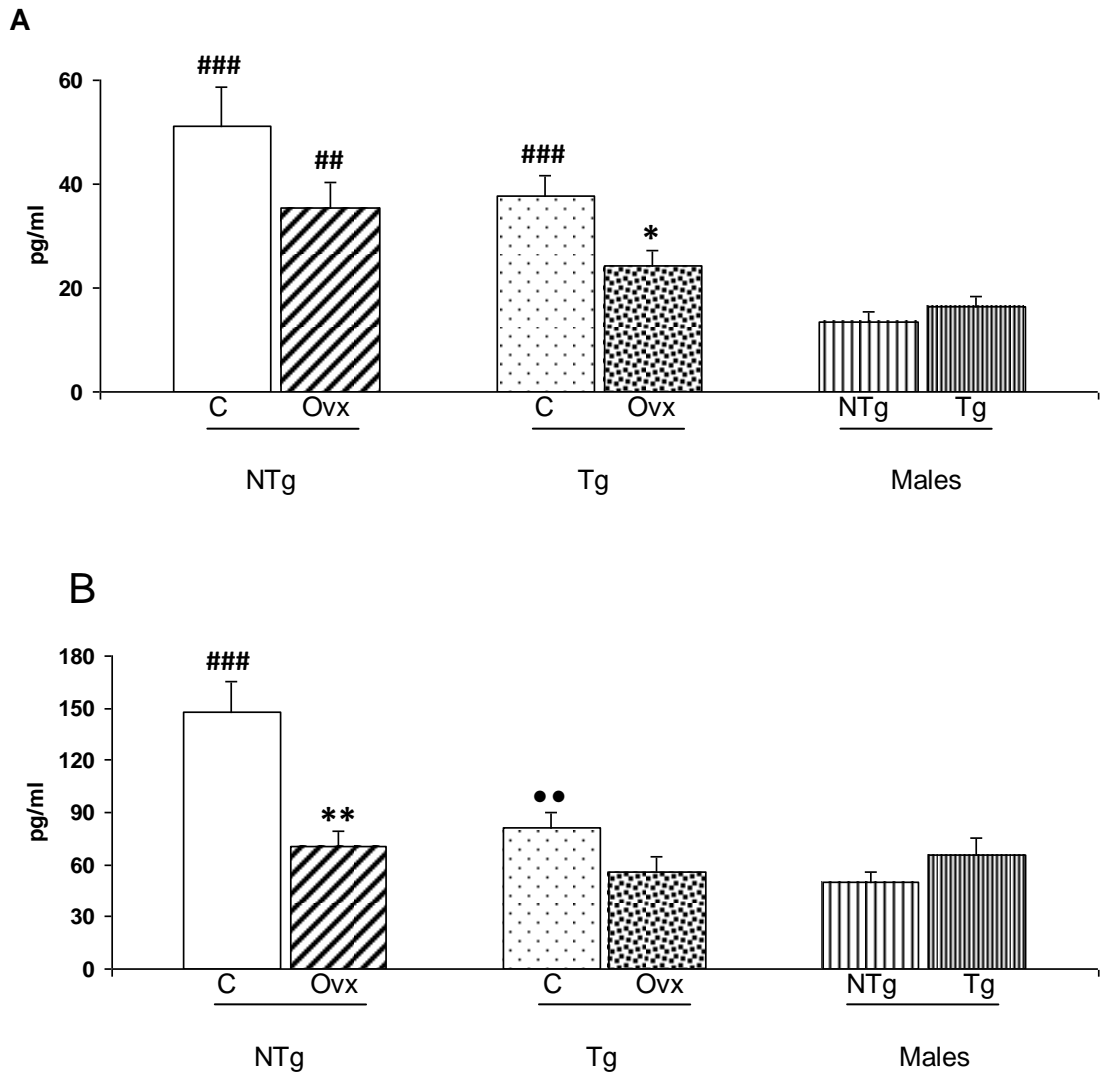 A
###
60
##
###
40
*
pg/ml
20
0
C Ovx C Ovx NTg Tg
NTg Tg Males
B
180
###
150
120
pg/ml
90
**
••
60
30
0
C Ovx C Ovx NTg Tg
NTg Tg Males